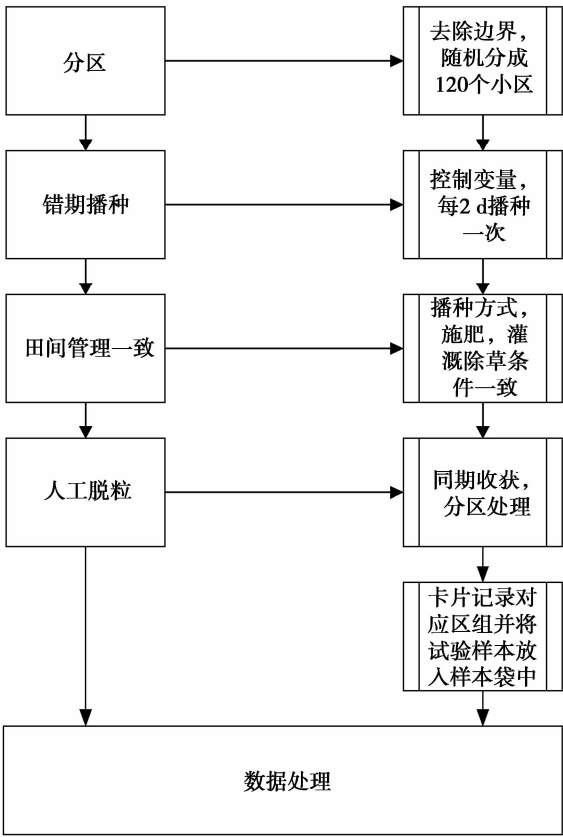 分区
去除边界，
随机分成
120个小区
错期播种
控制变量，
每2 d播种
一次
田间管理一致
播种方式，
施肥，灌
溉除草条
件一致
人工脱粒
同期收获，
分区处理
卡片记录对
应区组并将
试验样本放
入样本袋中
数据处理